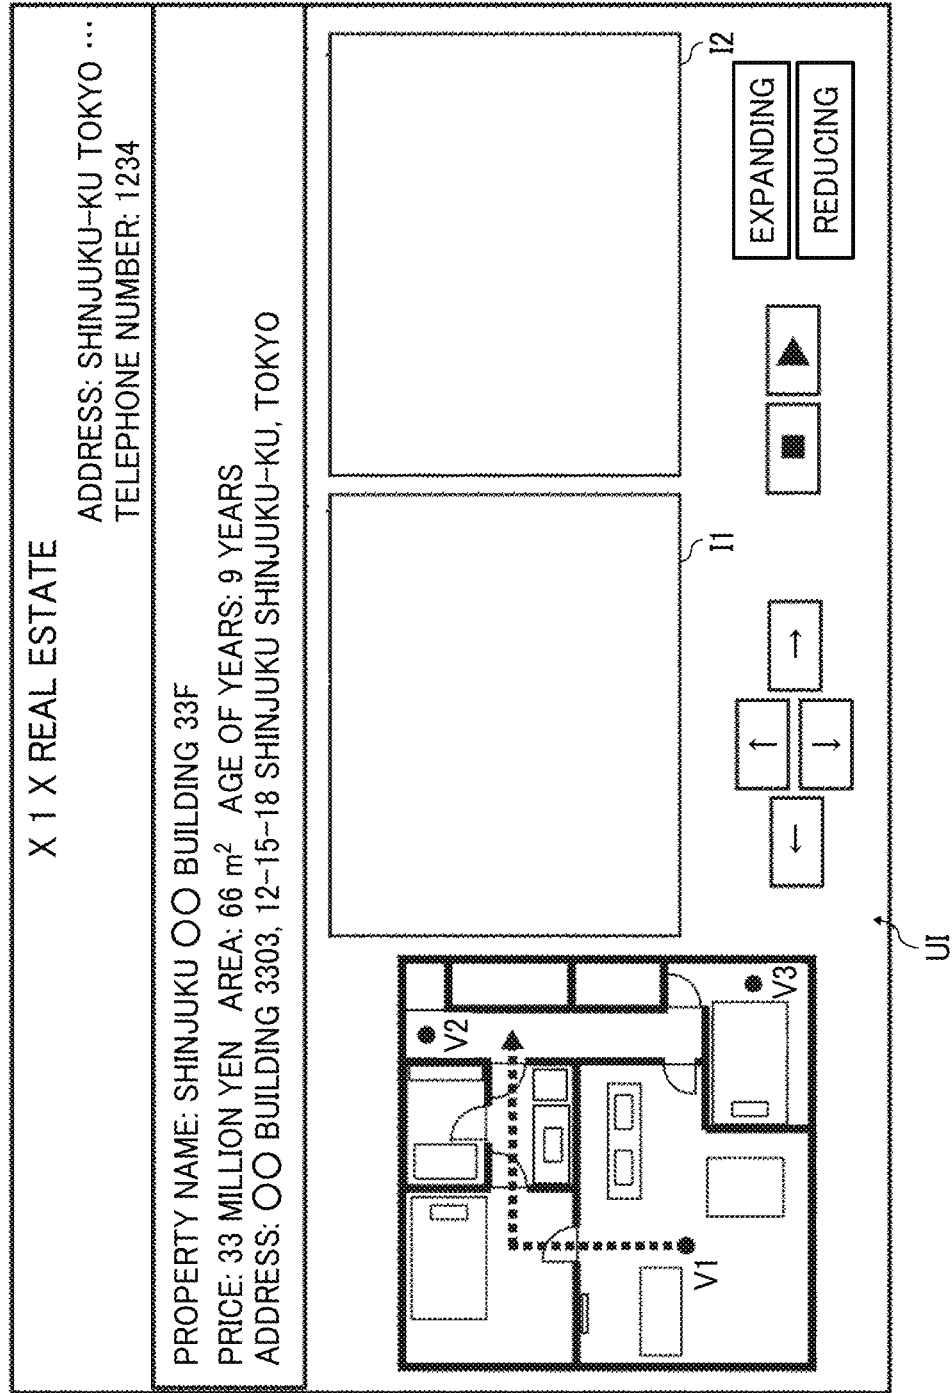 X 1 X REAL ESTATE
ADDRESS: SHINJUKU-KU TOKYO ...
TELEPHONE NUMBER: 1234
PROPERTY NAME: SHINJUKU ○○ BUILDING 33F
PRICE: 33 MILLION YEN AREA: 66 m² AGE OF YEARS: 9 YEARS
ADDRESS: ○○ BUILDING 3303, 12-15-18 SHINJUKU SHINJUKU-KU, TOKYO
V2
V1
V3
I1
I2
←
↑
↓
→
■
▶
EXPANDING
REDUCING
UI